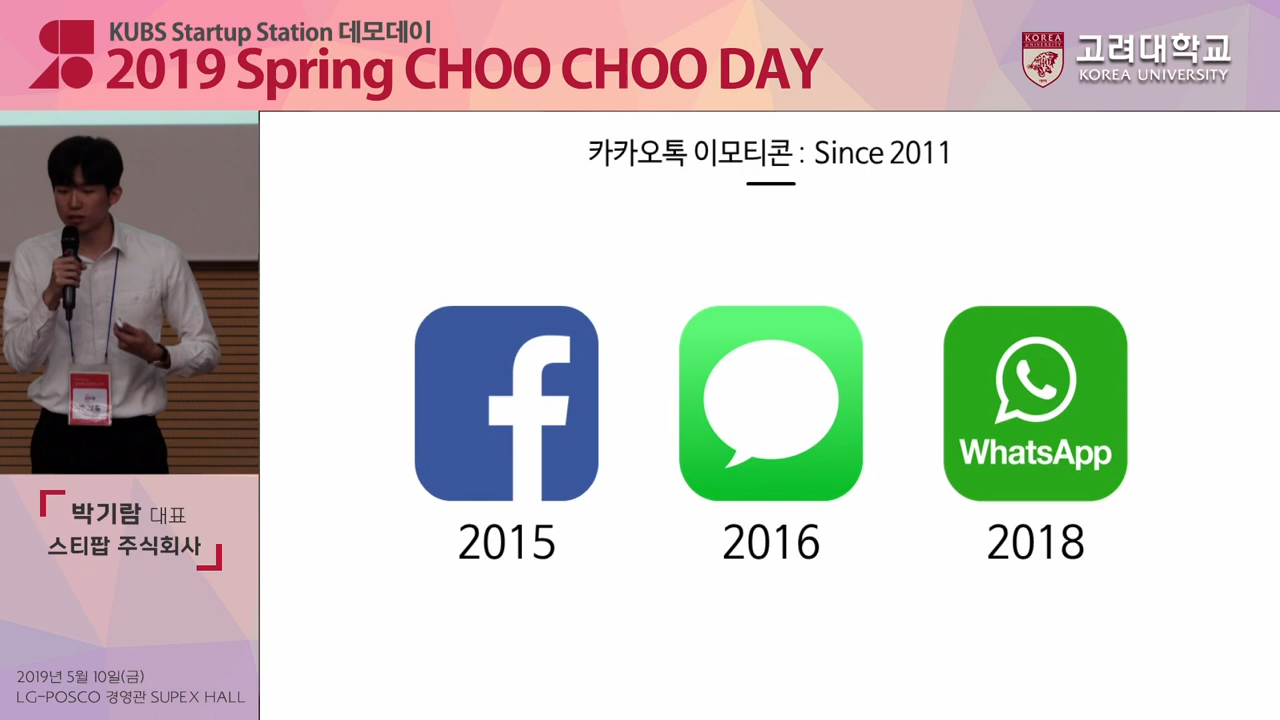 KUBS Startup Station 데모데이
2019 Spring CHOO CHOO DAY
KOREA
UNIVERSITY
고려대학교
KOREA UNIVERSITY
카카오톡 이모티콘 : Since 2011
WhatsApp
2015
2016
2018
박기람 대표
스티팝 주식회사
2019년 5월 10일(금)
LG-POSCO 경영관 SUPEX HALL